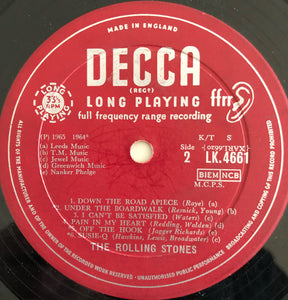 MADE IN ENGLAND
DECCA
(REGᵈ)
LONG PLAYING
ffrr
full frequency range recording
LONG PLAYING
33⅓
R.P.M.
(P) 1965 1964*
(a) Leeds Music
(b) T.M. Music
(c) Jewel Music
(d) Greenwich Music
(e) Nanker Phelge
K/T S
Side
2
LK.4661
BIEM NCB
M.C.P.S.
1, DOWN THE ROAD APIECE (Raye) (a)
2, UNDER THE BOARDWALK (Resnick, Young) (b)
3, I CAN'T BE SATISFIED (Waters) (c)
4, PAIN IN MY HEART (Redding, Walden) (c)
5, OFF THE HOOK (Jagger Richards) (e)
6, SUSIE-Q (Hawkins, Lewis, Broadwater) (c)
THE ROLLING STONES
ALL RIGHTS OF THE MANUFACTURER AND OF THE OWNER OF THE RECORDED WORK RESERVED · UNAUTHORISED PUBLIC PERFORMANCE, BROADCASTING AND COPYING OF THIS RECORD PROHIBITED